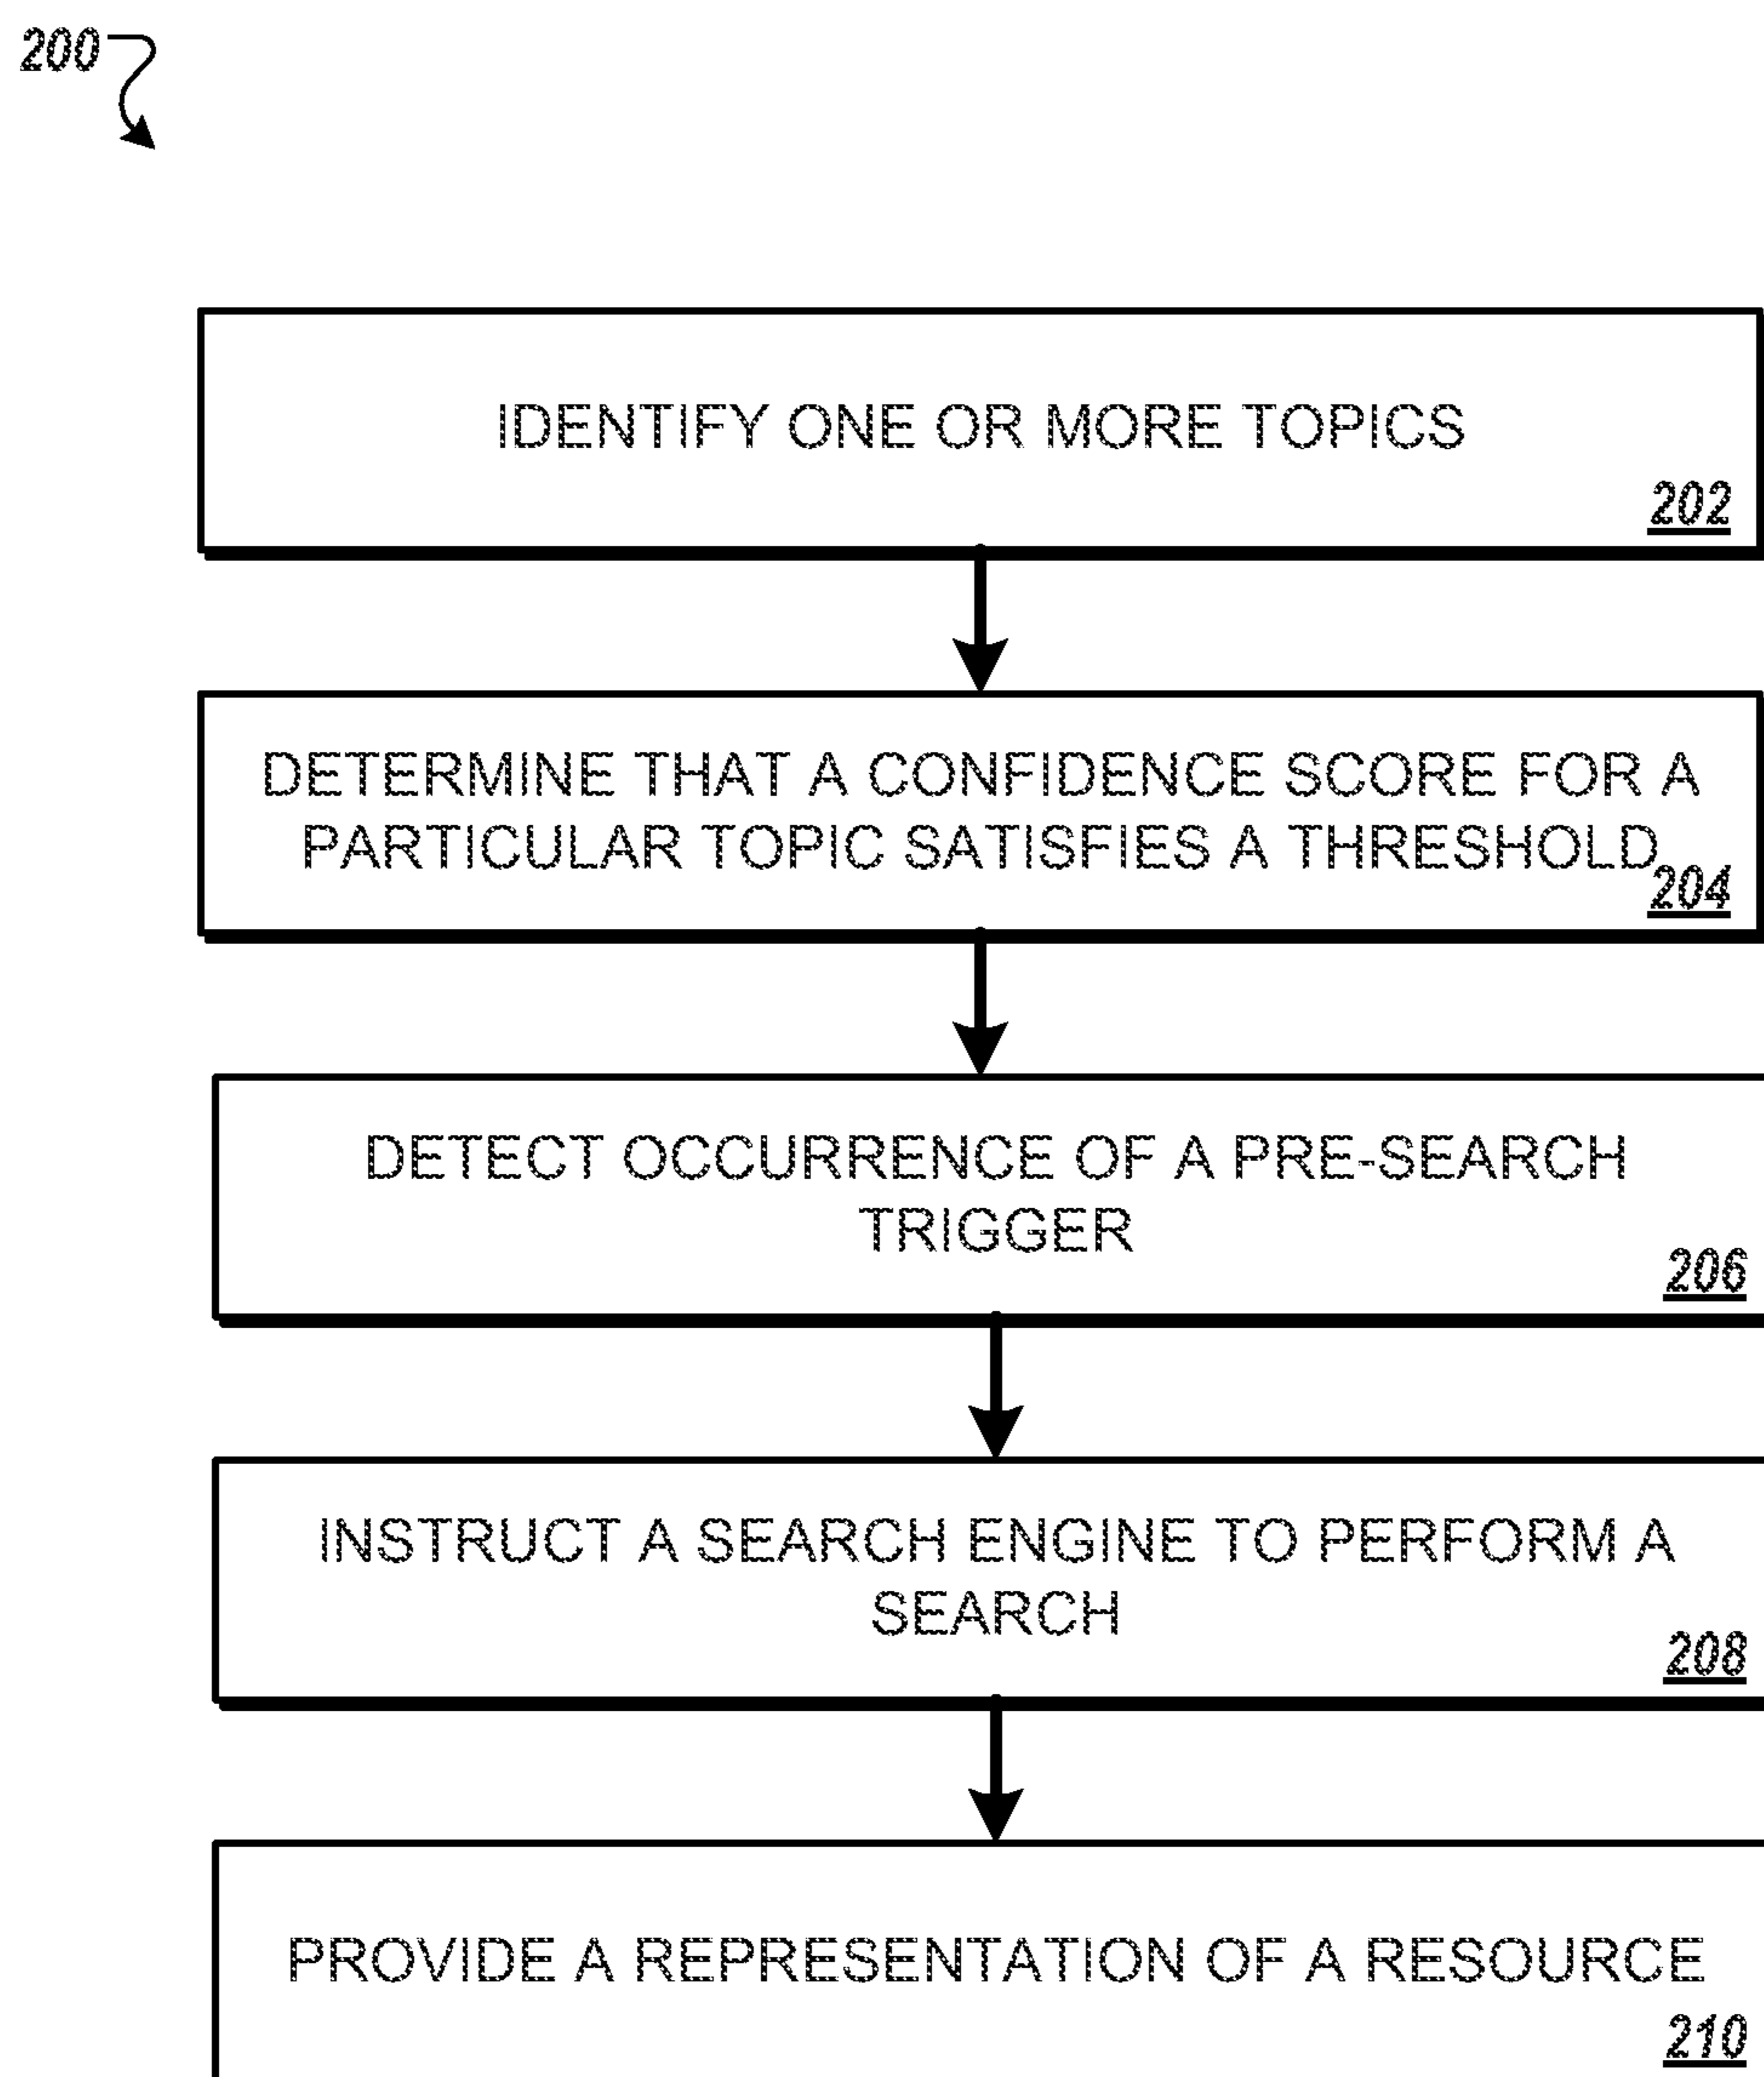 200
IDENTIFY ONE OR MORE TOPICS
202
DETERMINE THAT A CONFIDENCE SCORE FOR A
PARTICULAR TOPIC SATISFIES A THRESHOLD
204
DETECT OCCURRENCE OF A PRE-SEARCH
TRIGGER
206
INSTRUCT A SEARCH ENGINE TO PERFORM A
SEARCH
208
PROVIDE A REPRESENTATION OF A RESOURCE
210